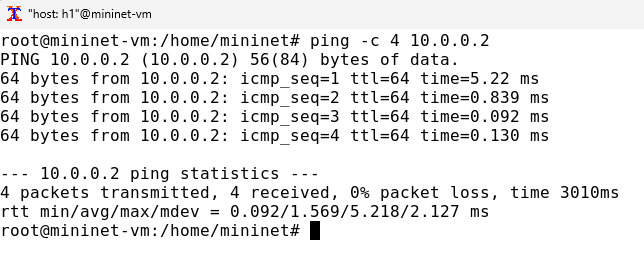 "host: h1"@mininet-vm
root@mininet-vm:/home/mininet# ping -c 4 10.0.0.2
PING 10.0.0.2 (10.0.0.2) 56(84) bytes of data.
64 bytes from 10.0.0.2: icmp_seq=1 ttl=64 time=5.22 ms
64 bytes from 10.0.0.2: icmp_seq=2 ttl=64 time=0.839 ms
64 bytes from 10.0.0.2: icmp_seq=3 ttl=64 time=0.092 ms
64 bytes from 10.0.0.2: icmp_seq=4 ttl=64 time=0.130 ms
--- 10.0.0.2 ping statistics ---
4 packets transmitted, 4 received, 0% packet loss, time 3010ms
rtt min/avg/max/mdev = 0.092/1.569/5.218/2.127 ms
root@mininet-vm:/home/mininet#